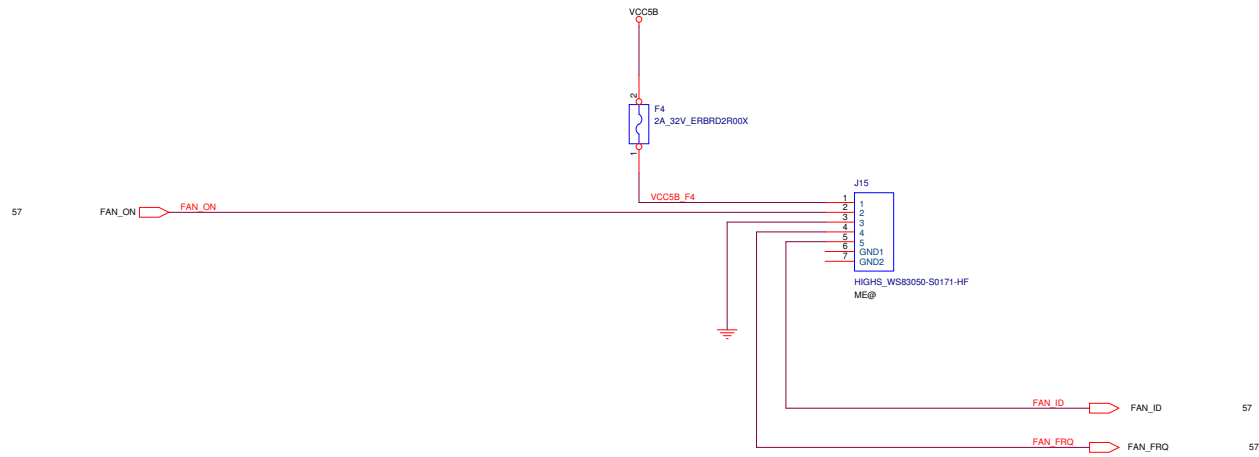 VCC5B
2
F4
2A_32V_ERBRD2R00X
1
J15
VCC5B_F4
57 FAN_ON FAN_ON
1 1
2 2
3 3
4 4
5 5
6 GND1
7 GND2
HIGHS_WS83050-S0171-HF
ME@
FAN_ID FAN_ID 57
FAN_FRQ FAN_FRQ 57